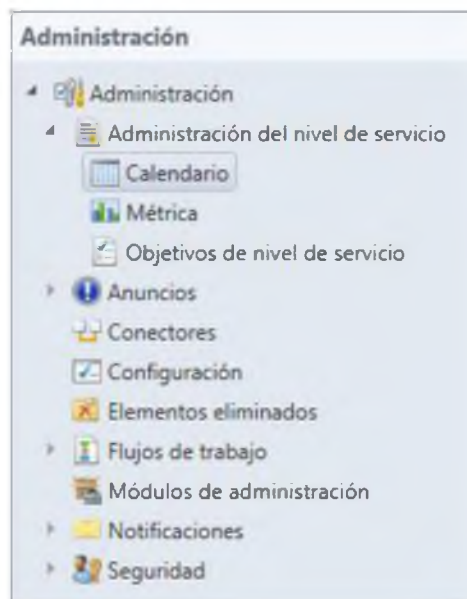 Administración
Administración
Administración del nivel de servicio
Calendario
Métrica
Objetivos de nivel de servicio
Anuncios
Conectores
Configuración
Elementos eliminados
Flujos de trabajo
Módulos de administración
Notificaciones
Seguridad